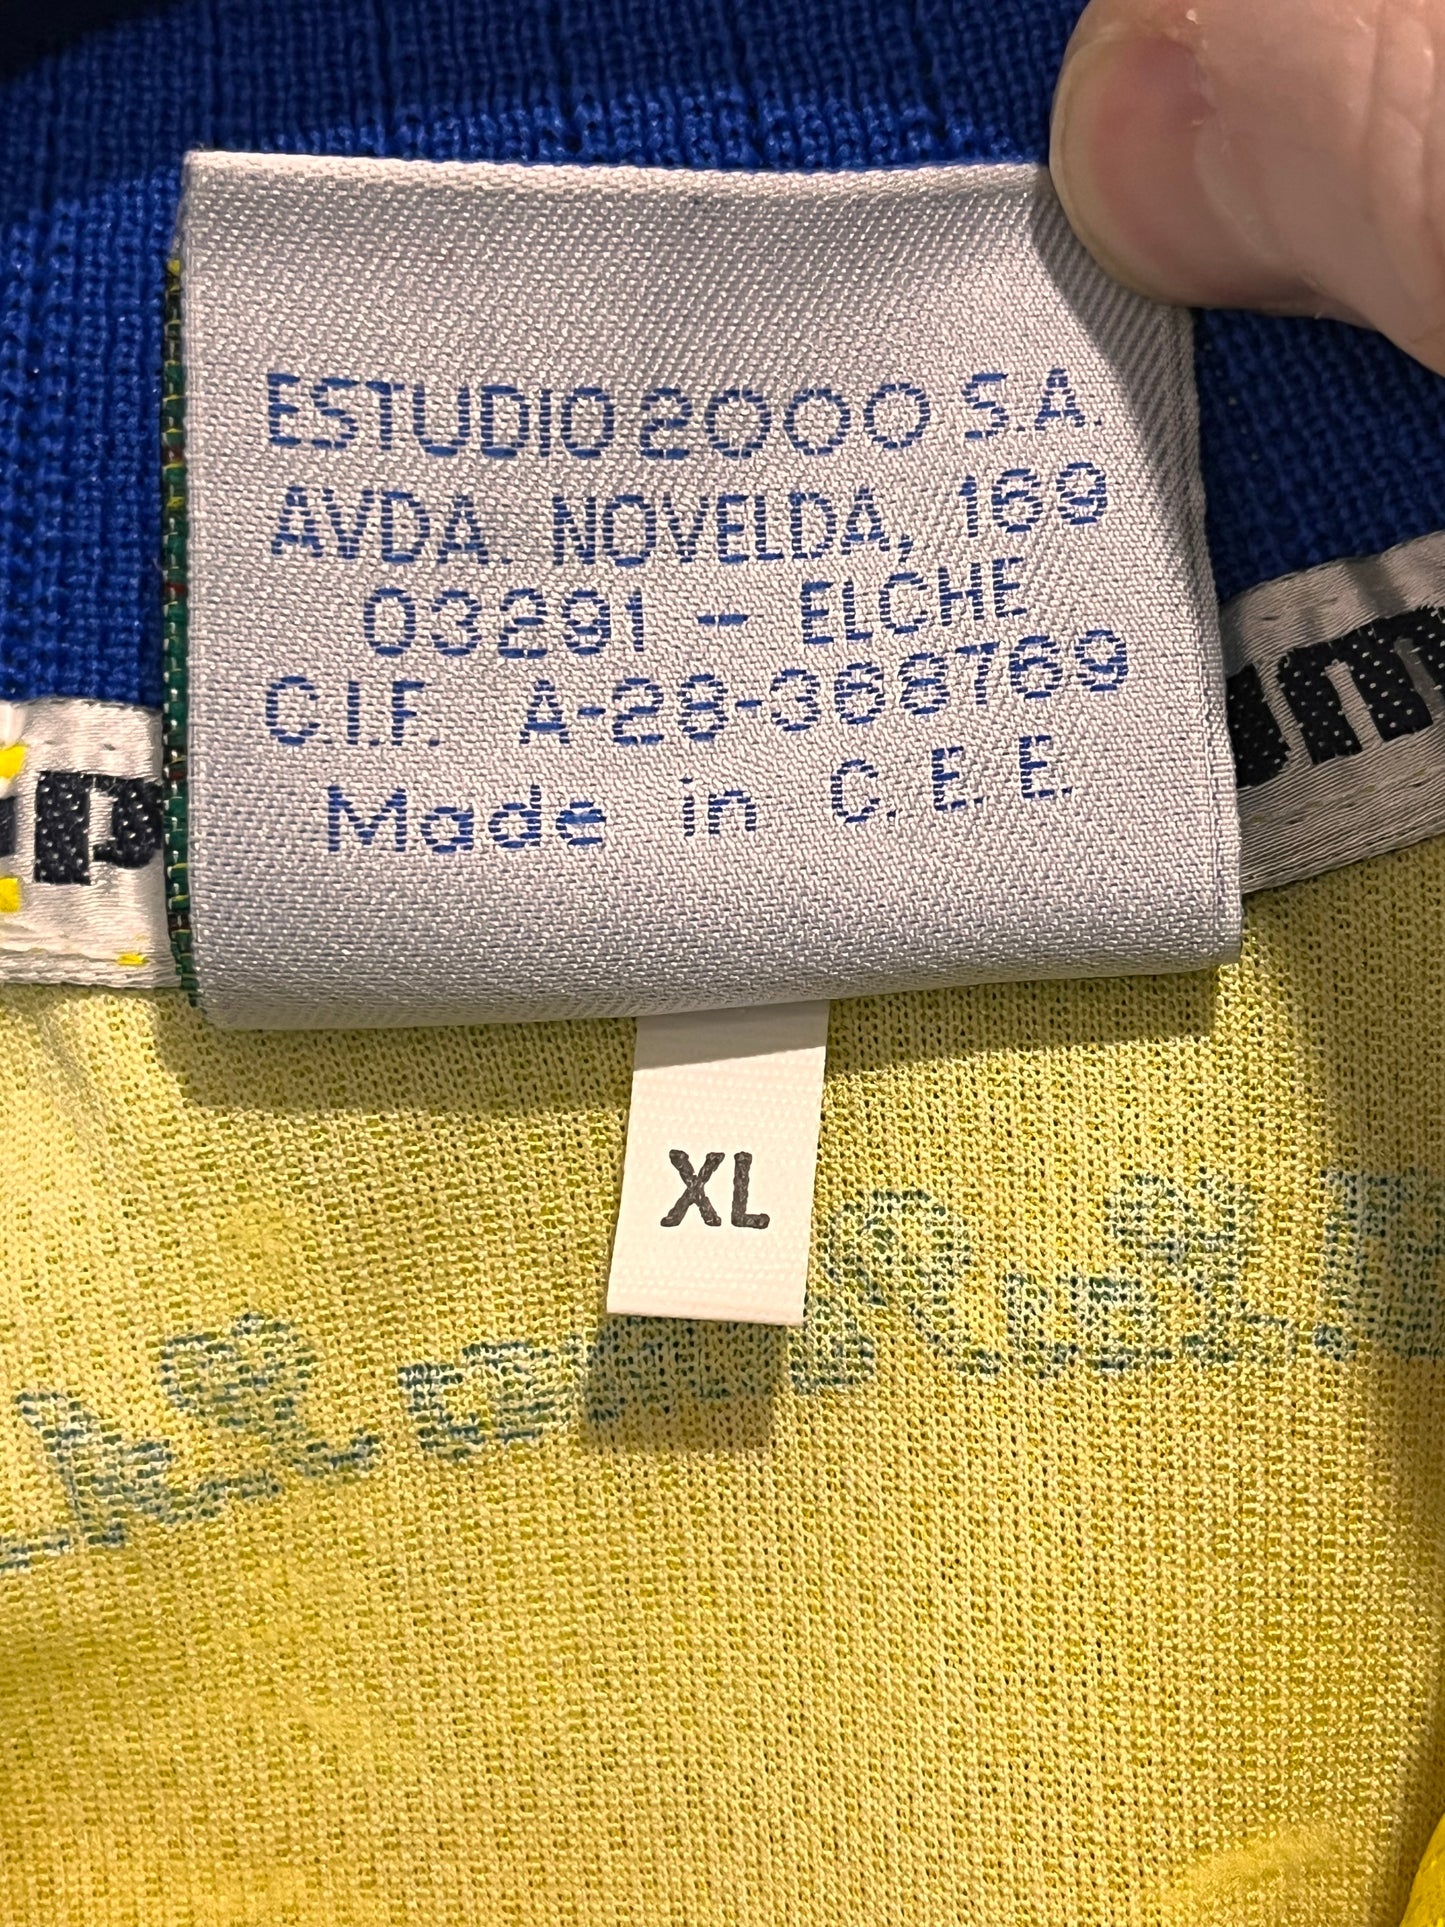 ESTUDIO 2000 S.A.
AVDA. NOVELDA, 169
03291 - ELCHE
C.I.F. A-28-368769
Made in C. E. E.
XL